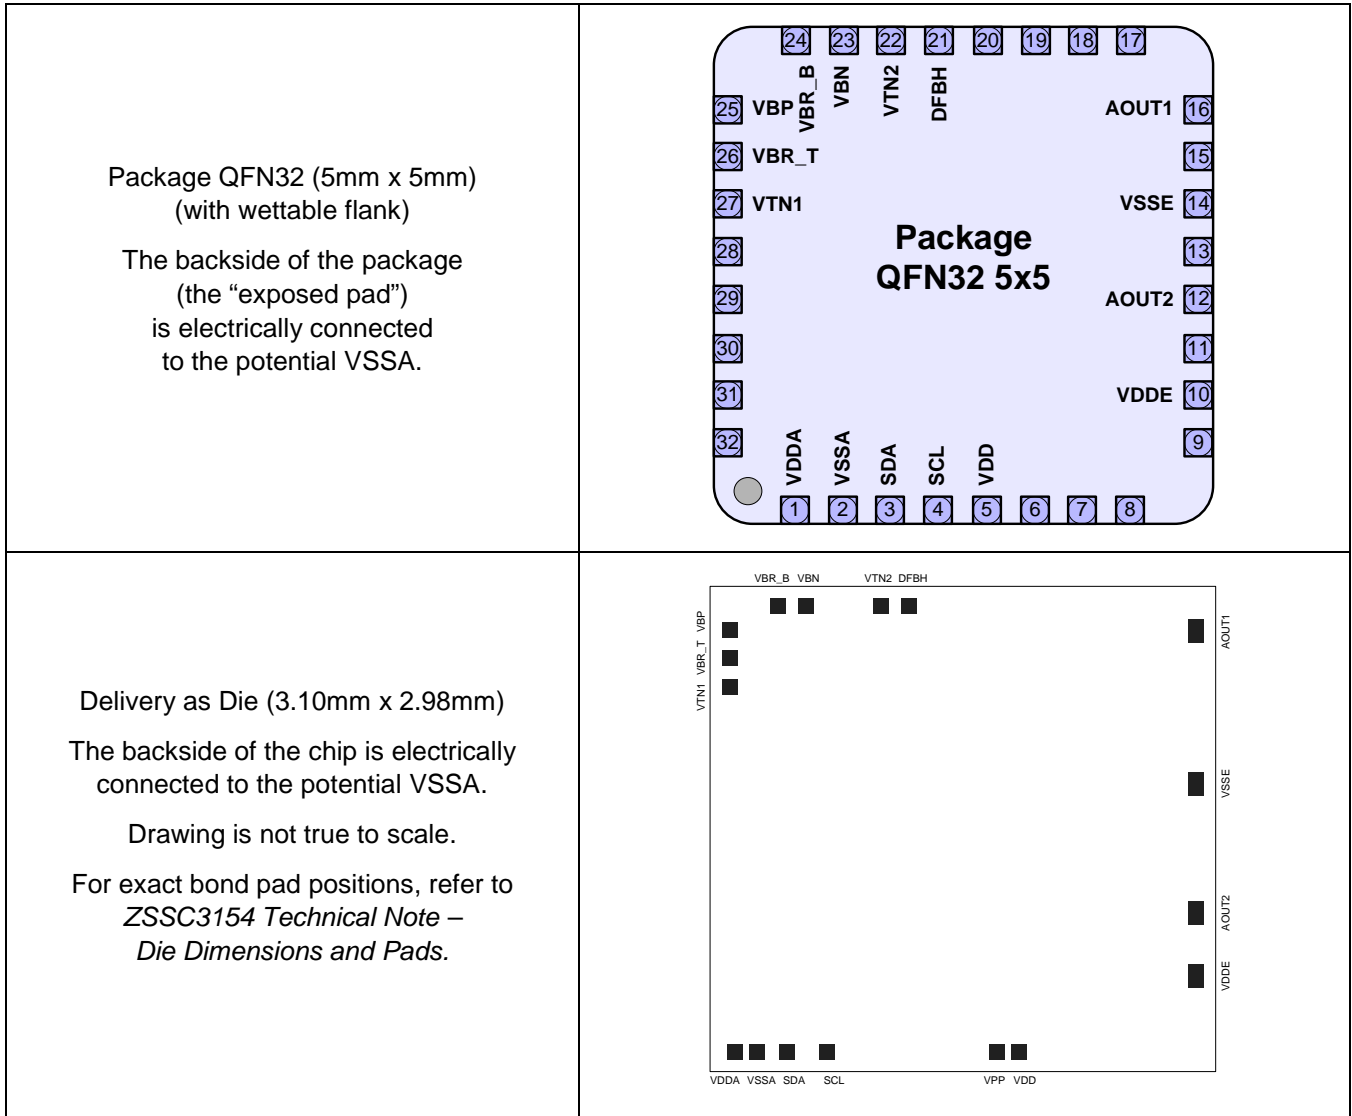 Package QFN32 (5mm x 5mm)
(with wettable flank)
The backside of the package
(the “exposed pad”)
is electrically connected
to the potential VSSA.
24 23 22 21 20 19 18 17
VBR_B VBN VTN2 DFBH
25 VBP
26 VBR_T
27 VTN1
28
29
30
31
32
AOUT1 16
15
VSSE 14
13
AOUT2 12
11
VDDE 10
9
Package
QFN32 5x5
VDDA VSSA SDA SCL VDD
1 2 3 4 5 6 7 8
Delivery as Die (3.10mm x 2.98mm)
The backside of the chip is electrically
connected to the potential VSSA.
Drawing is not true to scale.
For exact bond pad positions, refer to
ZSSC3154 Technical Note –
Die Dimensions and Pads.
VBR_B VBN VTN2 DFBH
VBP
VBR_T
VTN1
AOUT1
VSSE
AOUT2
VDDE
VDDA VSSA SDA SCL VPP VDD